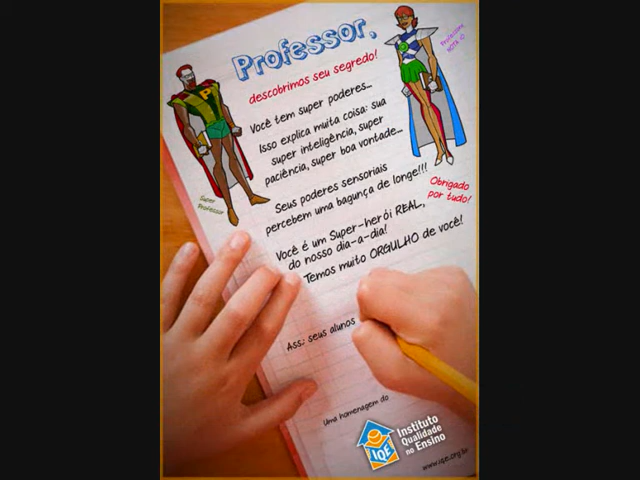 Professor,
descobrimos seu segredo!
Professora
NOTA 10
Você tem super poderes...
Isso explica muita coisa: sua
super inteligência, super
paciência, super boa vontade...
Super
Professor
Seus poderes sensoriais
percebem uma bagunça de longe!!!
Obrigado
por tudo!
Você é um Super-herói REAL,
do nosso dia-a-dia!
Temos muito ORGULHO de você!
Ass.: seus alunos
Uma homenagem do
IQE
Instituto
Qualidade
no Ensino
www.iqe.org.br